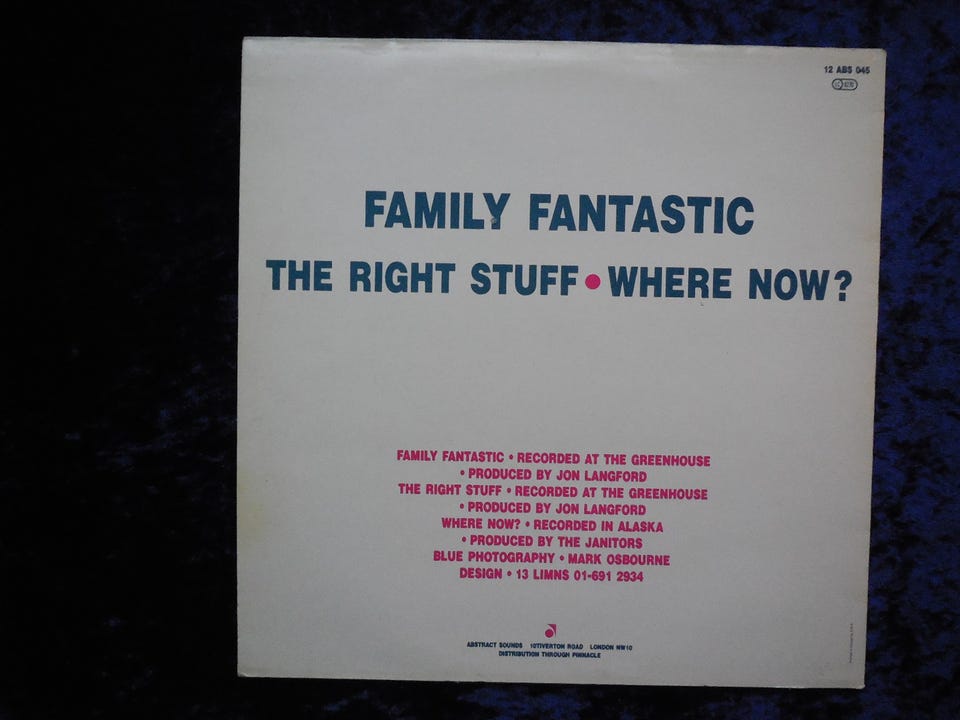 12 ABS 045
FAMILY FANTASTIC
THE RIGHT STUFF • WHERE NOW?
FAMILY FANTASTIC • RECORDED AT THE GREENHOUSE
• PRODUCED BY JON LANGFORD
THE RIGHT STUFF • RECORDED AT THE GREENHOUSE
• PRODUCED BY JON LANGFORD
WHERE NOW? • RECORDED IN ALASKA
• PRODUCED BY THE JANITORS
BLUE PHOTOGRAPHY • MARK OSBOURNE
DESIGN • 13 LIMNS 01-691 2934
ABSTRACT SOUNDS 10TIVERTON ROAD LONDON NW10
DISTRIBUTION THROUGH PINNACLE